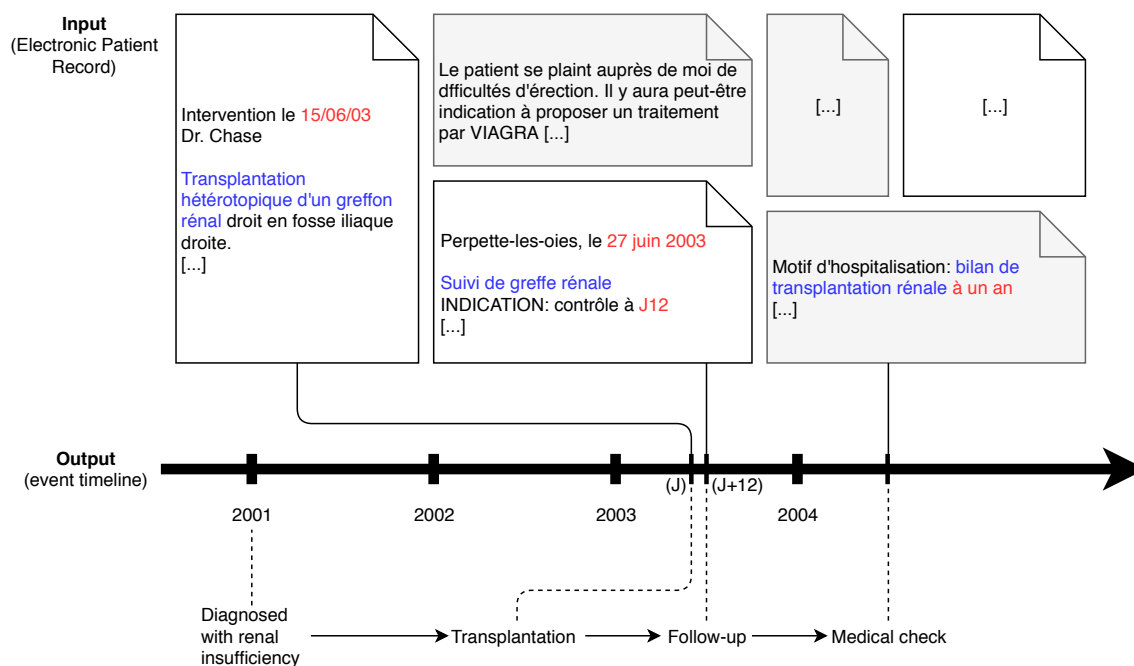 Input
(Electronic Patient
Record)
Intervention le 15/06/03
Dr. Chase
Transplantation
hétérotopique d'un greffon
rénal droit en fosse iliaque
droite.
[...]
Le patient se plaint auprès de moi de
dfficultés d'érection. Il y aura peut-être
indication à proposer un traitement
par VIAGRA [...]
Perpette-les-oies, le 27 juin 2003
Suivi de greffe rénale
INDICATION: contrôle à J12
[...]
[...]
[...]
Motif d'hospitalisation: bilan de
transplantation rénale à un an
[...]
Output
(event timeline)
(J)
(J+12)
2001
2002
2003
2004
Diagnosed
with renal
insufficiency
Transplantation
Follow-up
Medical check